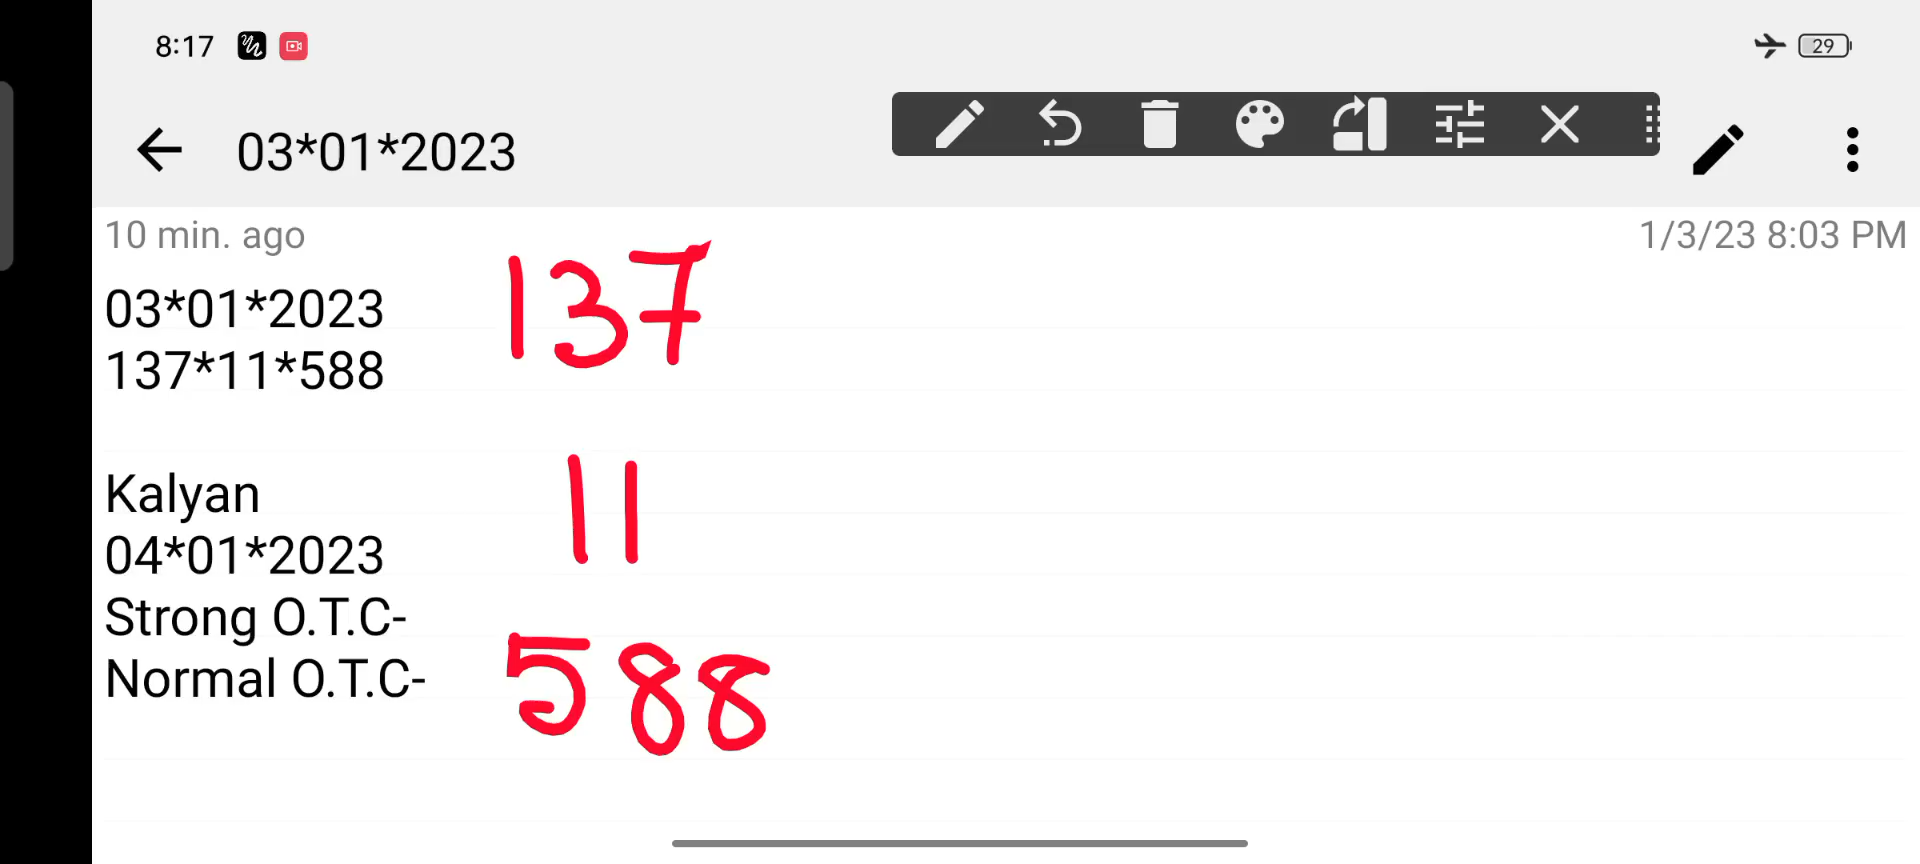 8:17
29
03*01*2023
10 min. ago
1/3/23 8:03 PM
03*01*2023
137
137*11*588
Kalyan
11
04*01*2023
Strong O.T.C-
Normal O.T.C-
588